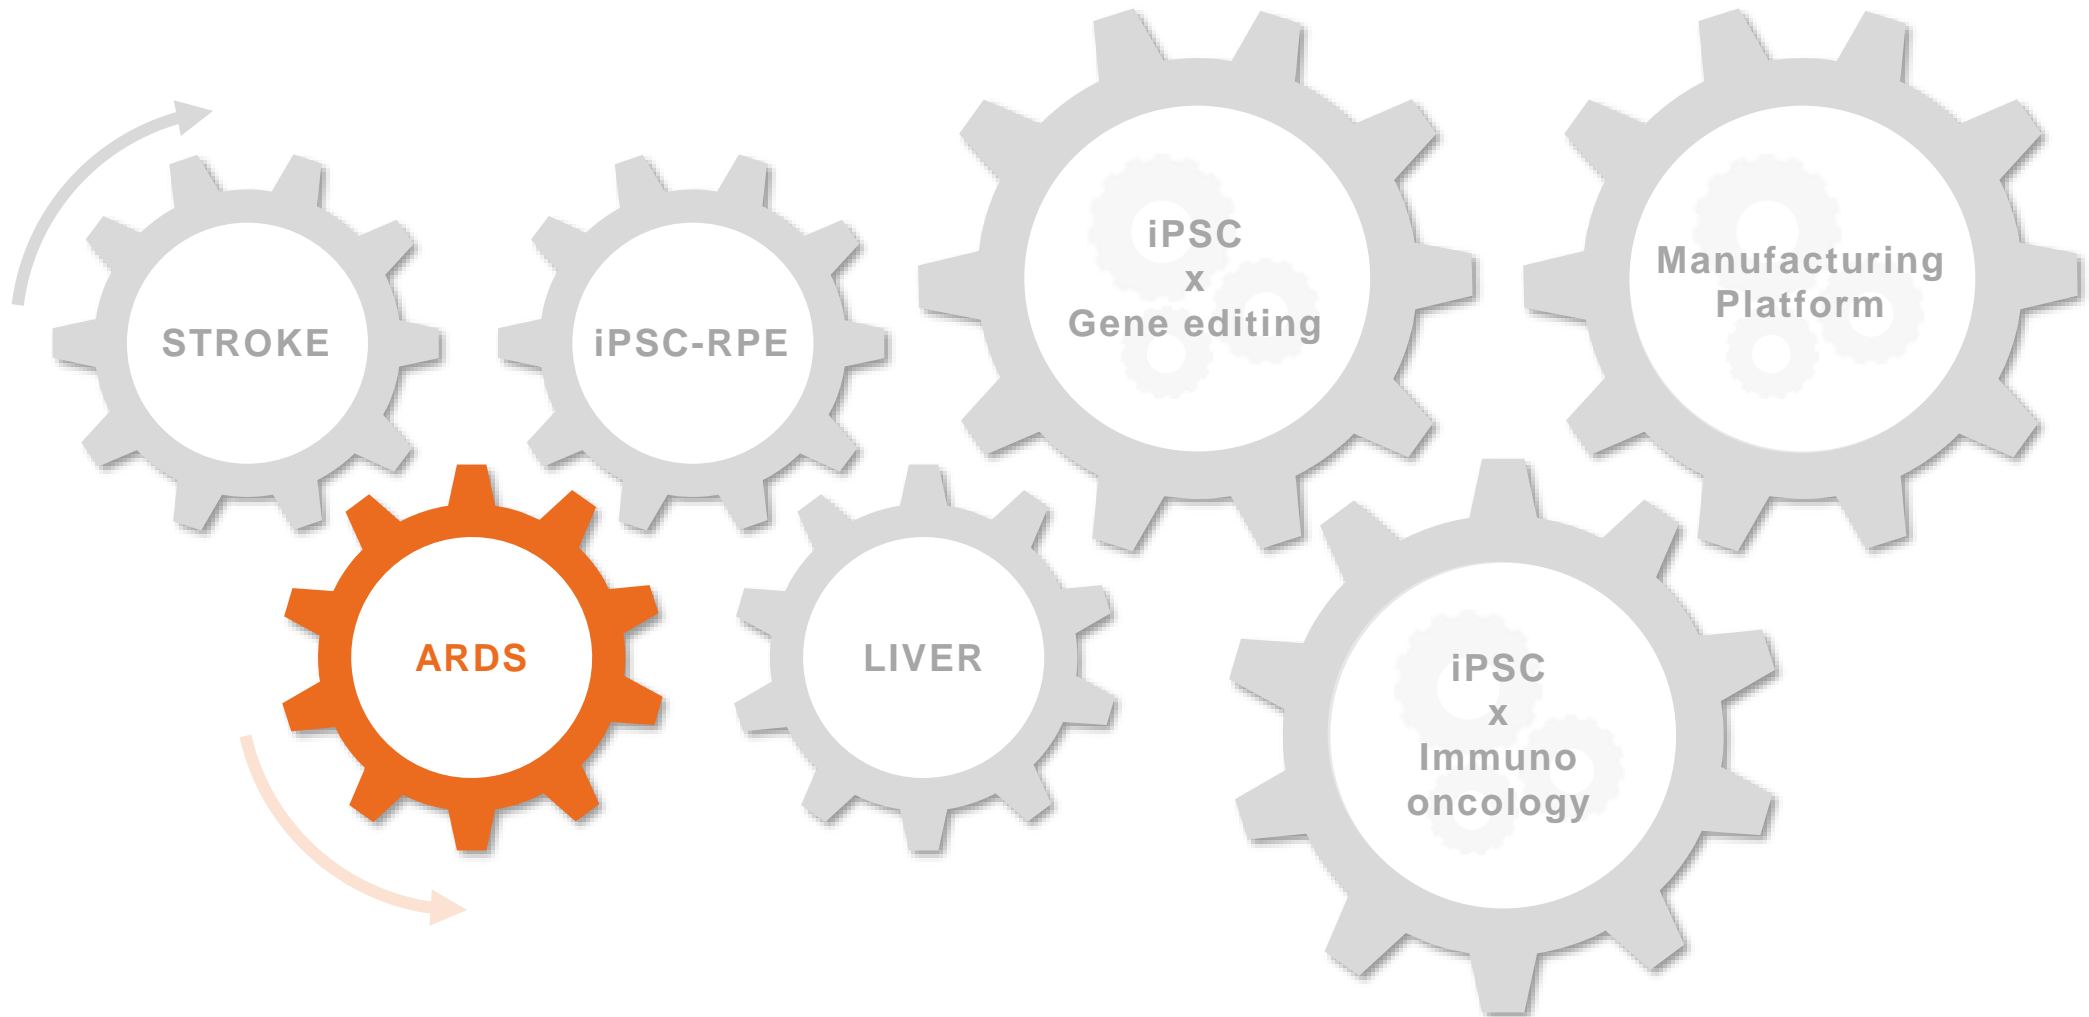 STROKE
iPSC-RPE
iPSC
x
Gene editing
Manufacturing
Platform
ARDS
LIVER
iPSC
x
Immuno
oncology